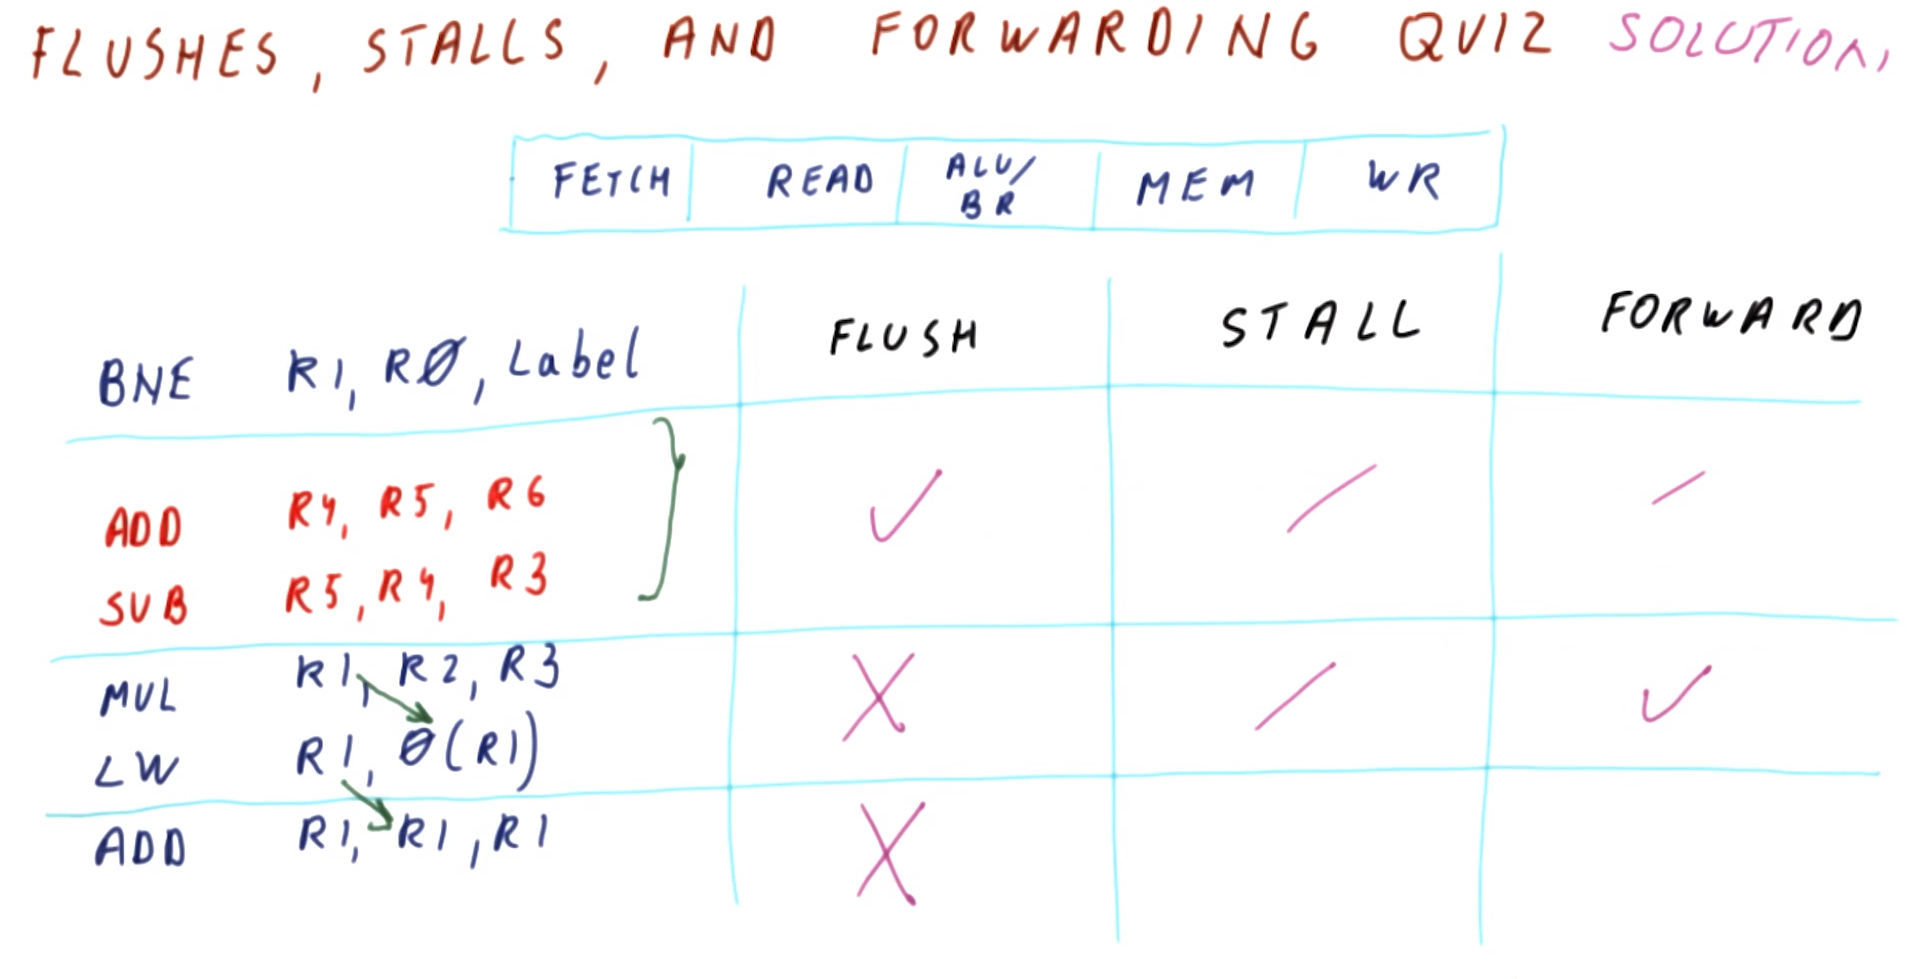 FLUSHES, STALLS, AND FORWARDING QUIZ SOLUTION
FETCH READ ALU/BR MEM WR
FLUSH STALL FORWARD
BNE R1, RØ, Label
ADD R4, R5, R6
SUB R5, R4, R3
MUL R1, R2, R3
LW R1, Ø(R1)
ADD R1, R1, R1